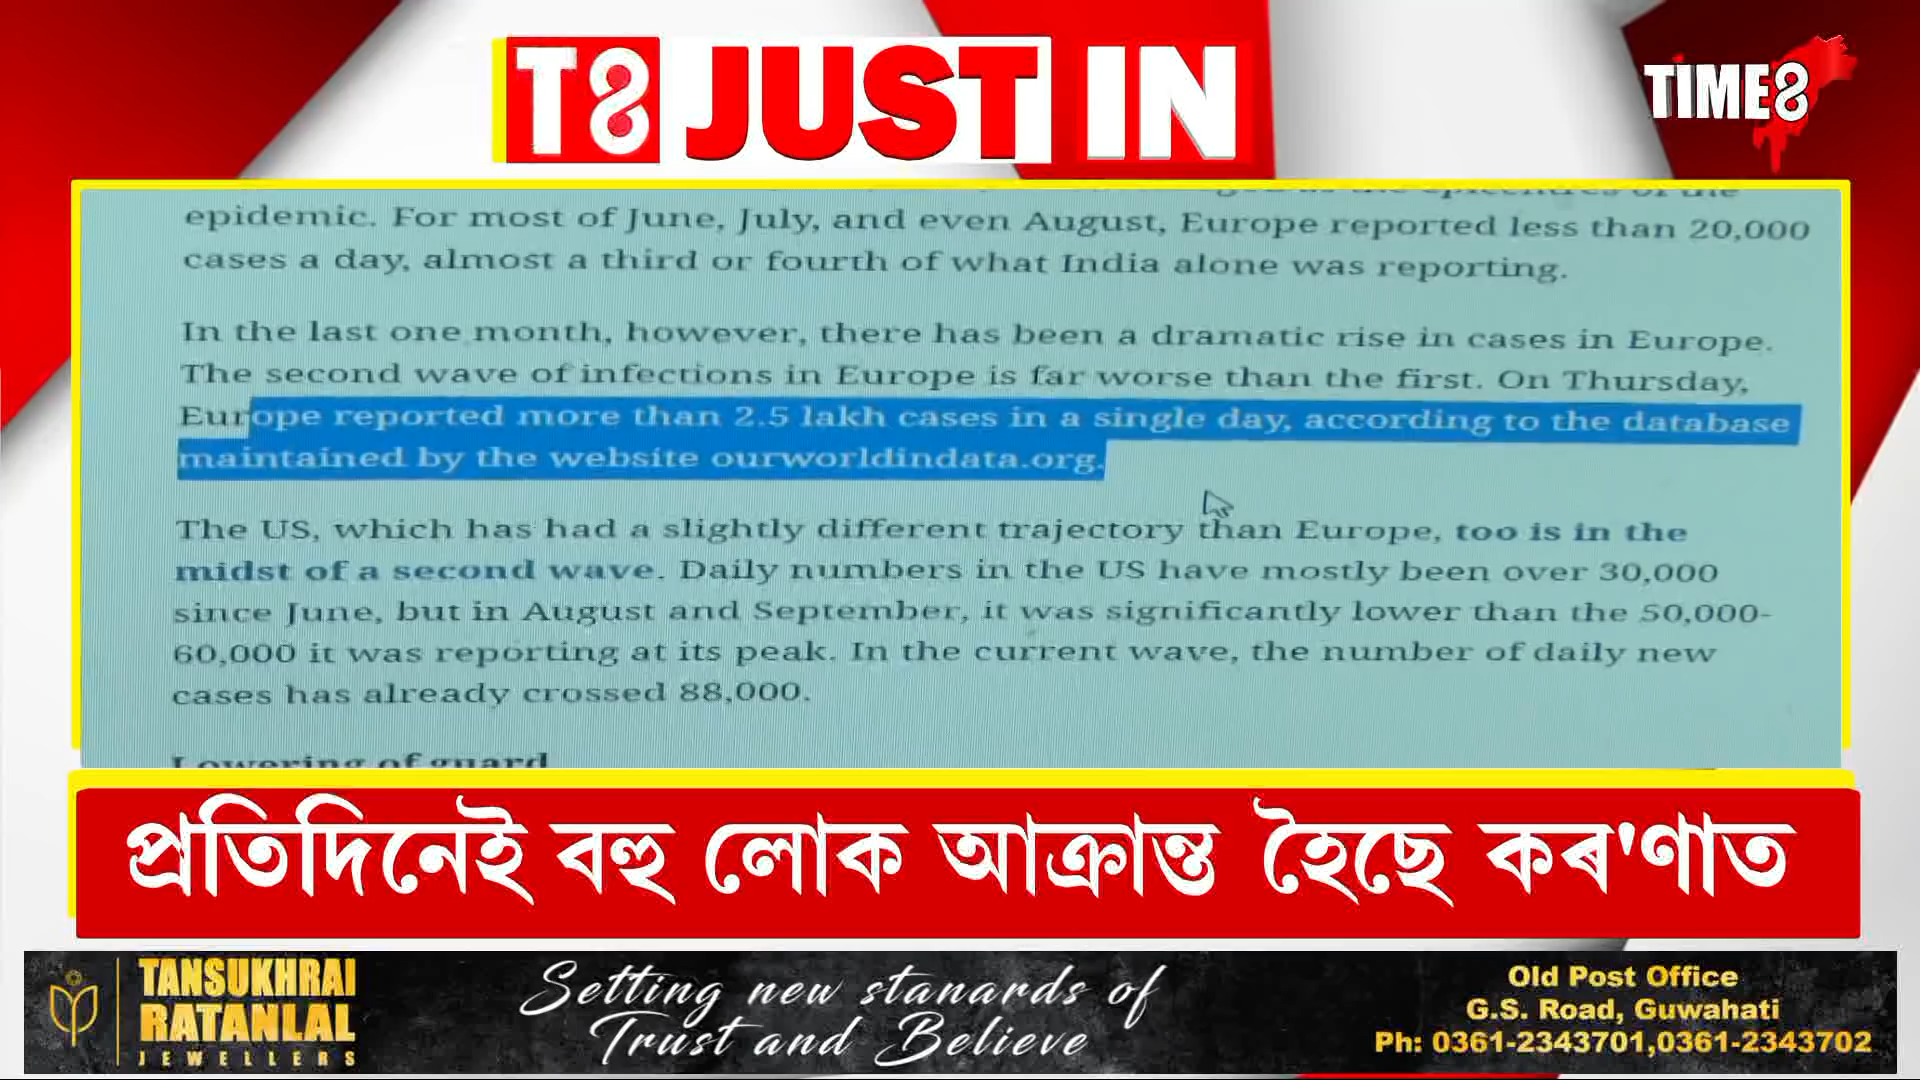 T8 JUST IN
TIME8
epidemic. For most of June, July, and even August, Europe reported less than 20,000
cases a day, almost a third or fourth of what India alone was reporting.
In the last one month, however, there has been a dramatic rise in cases in Europe.
The second wave of infections in Europe is far worse than the first. On Thursday,
Europe reported more than 2.5 lakh cases in a single day, according to the database
maintained by the website ourworldindata.org.
The US, which has had a slightly different trajectory than Europe, too is in the
midst of a second wave. Daily numbers in the US have mostly been over 30,000
since June, but in August and September, it was significantly lower than the 50,000-
60,000 it was reporting at its peak. In the current wave, the number of daily new
cases has already crossed 88,000.
Lowering of guard
প্ৰতিদিনেই বহু লোক আক্ৰান্ত হৈছে কৰ'ণাত
TANSUKHRAI
RATANLAL
JEWELLERS
Setting new stanards of
Trust and Believe
Old Post Office
G.S. Road, Guwahati
Ph: 0361-2343701,0361-2343702